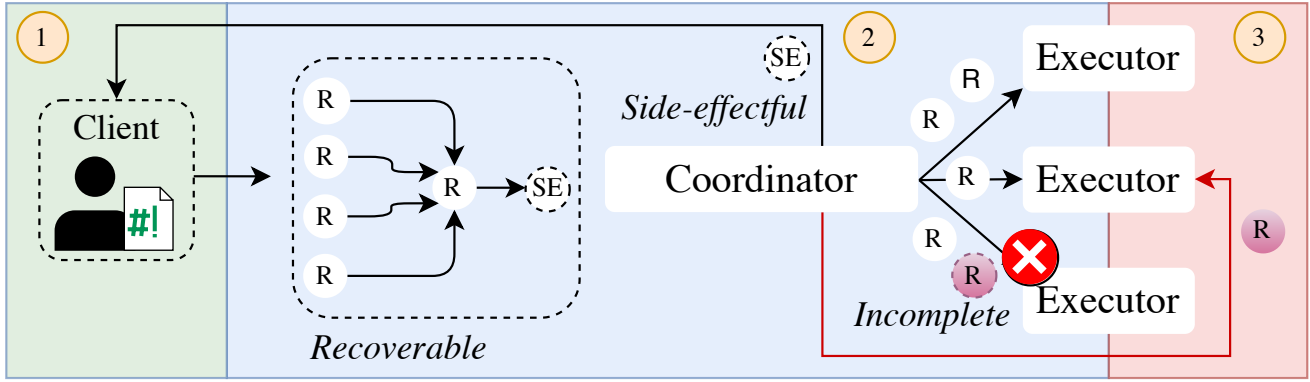 1
2
3
Client
#!
R
R
R
R
R
SE
Recoverable
SE
Side-effectful
Coordinator
R
R
R
R
R
Incomplete
Executor
Executor
Executor
R